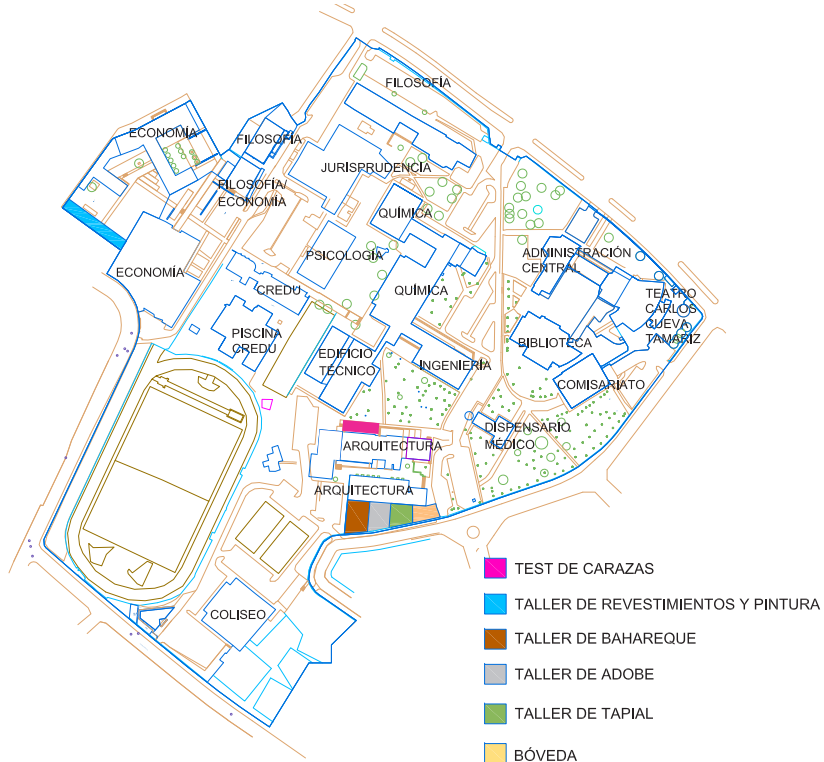 FILOSOFÍA
ECONOMÍA
FILOSOFÍA
JURISPRUDENCIA
FILOSOFÍA/
ECONOMÍA
QUÍMICA
PSICOLOGÍA
ADMINISTRACIÓN
CENTRAL
ECONOMÍA
CREDU
QUÍMICA
TEATRO
CARLOS
CUEVA
TAMARIZ
PISCINA
CREDU
BIBLIOTECA
EDIFICIO
TÉCNICO
INGENIERÍA
COMISARIATO
DISPENSARIO
MÉDICO
ARQUITECTURA
ARQUITECTURA
COLISEO
TEST DE CARAZAS
TALLER DE REVESTIMIENTOS Y PINTURA
TALLER DE BAHAREQUE
TALLER DE ADOBE
TALLER DE TAPIAL
BÓVEDA